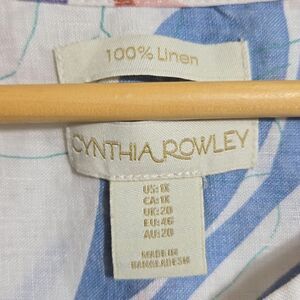 100% Linen
CYNTHIA ROWLEY
US: 1X
CA: 1X
UK: 20
EU: 46
AU: 20
MADE IN
BANGLADESH